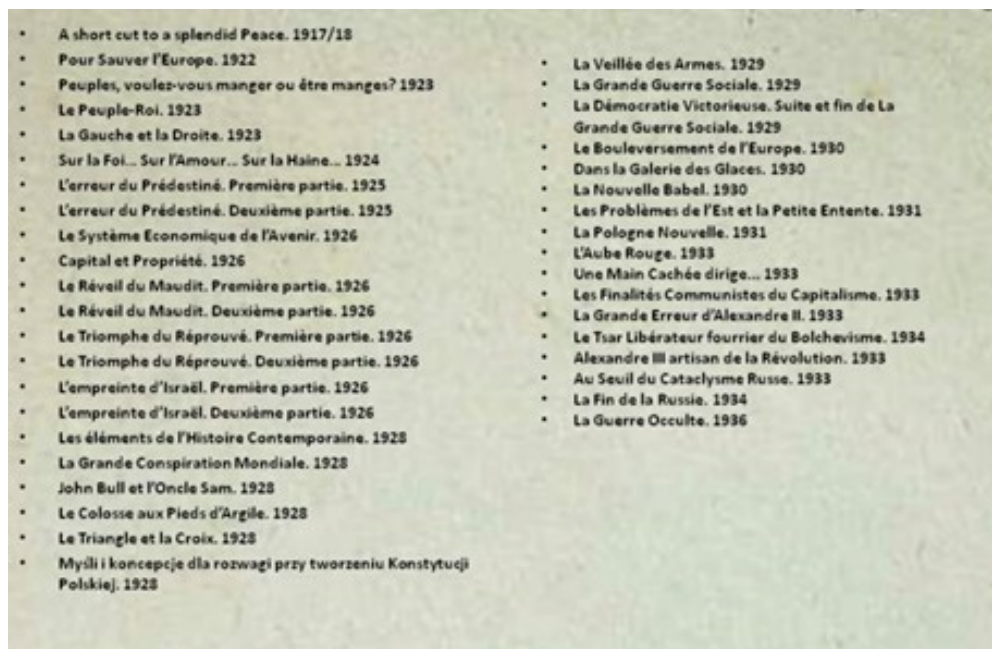 • A short cut to a splendid Peace. 1917/18
• Pour Sauver l'Europe. 1922
• Peuples, voulez-vous manger ou être manges? 1923
• Le Peuple-Roi. 1923
• La Gauche et la Droite. 1923
• Sur la Foi... Sur l'Amour... Sur la Haine... 1924
• L'erreur du Prédestiné. Première partie. 1925
• L'erreur du Prédestiné. Deuxième partie. 1925
• Le Système Economique de l'Avenir. 1926
• Capital et Propriété. 1926
• Le Réveil du Maudit. Première partie. 1926
• Le Réveil du Maudit. Deuxième partie. 1926
• Le Triomphe du Réprouvé. Première partie. 1926
• Le Triomphe du Réprouvé. Deuxième partie. 1926
• L'empreinte d'Israël. Première partie. 1926
• L'empreinte d'Israël. Deuxième partie. 1926
• Les éléments de l'Histoire Contemporaine. 1928
• La Grande Conspiration Mondiale. 1928
• John Bull et l'Oncle Sam. 1928
• Le Colosse aux Pieds d'Argile. 1928
• Le Triangle et la Croix. 1928
• Myśli i koncepcje dla rozwagi przy tworzeniu Konstytucji
Polskiej. 1928
• La Veillée des Armes. 1929
• La Grande Guerre Sociale. 1929
• La Démocratie Victorieuse. Suite et fin de La
Grande Guerre Sociale. 1929
• Le Bouleversement de l'Europe. 1930
• Dans la Galerie des Glaces. 1930
• La Nouvelle Babel. 1930
• Les Problèmes de l'Est et la Petite Entente. 1931
• La Pologne Nouvelle. 1931
• L'Aube Rouge. 1933
• Une Main Cachée dirige... 1933
• Les Finalités Communistes du Capitalisme. 1933
• La Grande Erreur d'Alexandre II. 1933
• Le Tsar Libérateur fourrier du Bolchevisme. 1934
• Alexandre III artisan de la Révolution. 1933
• Au Seuil du Cataclysme Russe. 1933
• La Fin de la Russie. 1934
• La Guerre Occulte. 1936